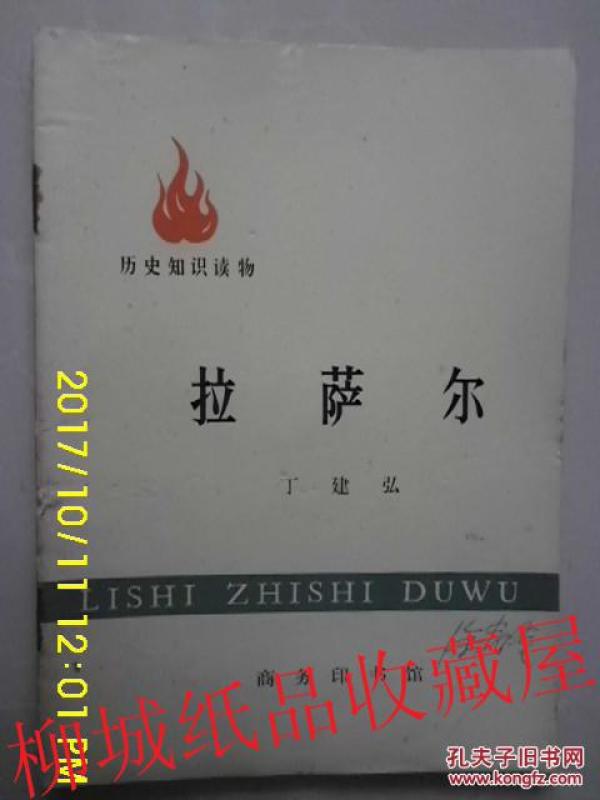 历史知识读物
拉萨尔
丁建弘
LISHI ZHISHI DUWU
商务印书馆
柳城纸品收藏屋
2017/10/11 12:01 PM
孔夫子旧书网
www.kongfz.com